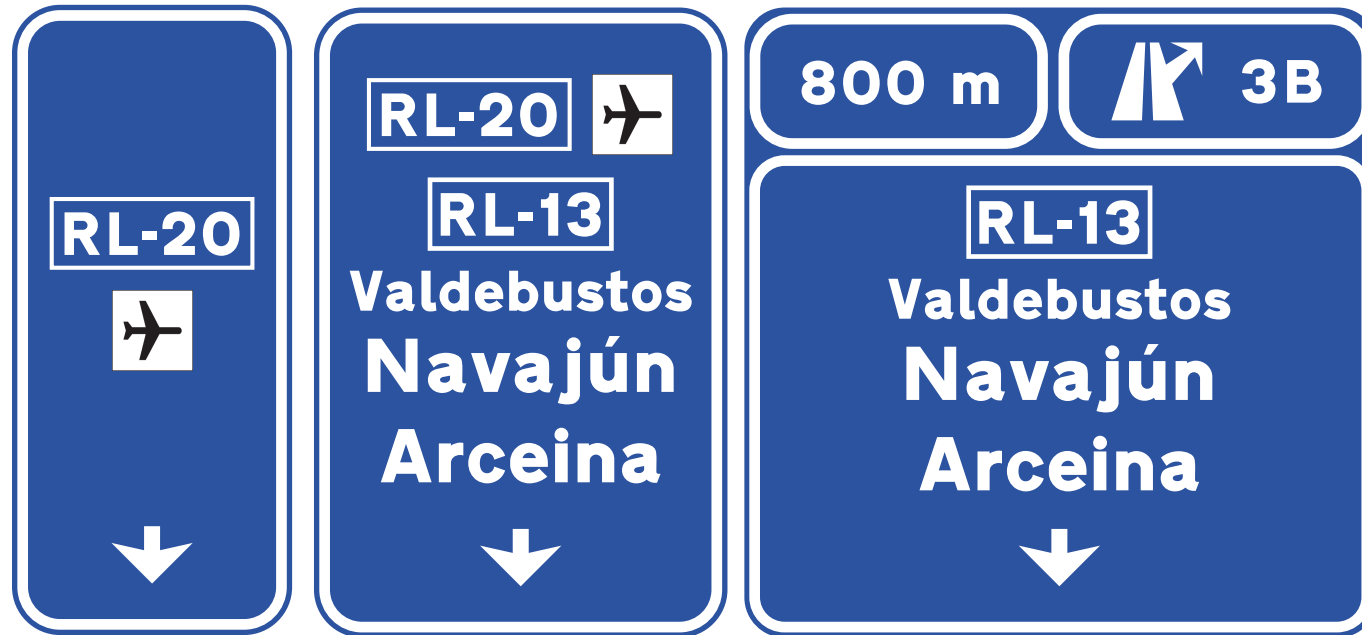 RL-20
RL-20
RL-13
Valdebustos
Navajún
Arceina
800 m
3B
RL-13
Valdebustos
Navajún
Arceina